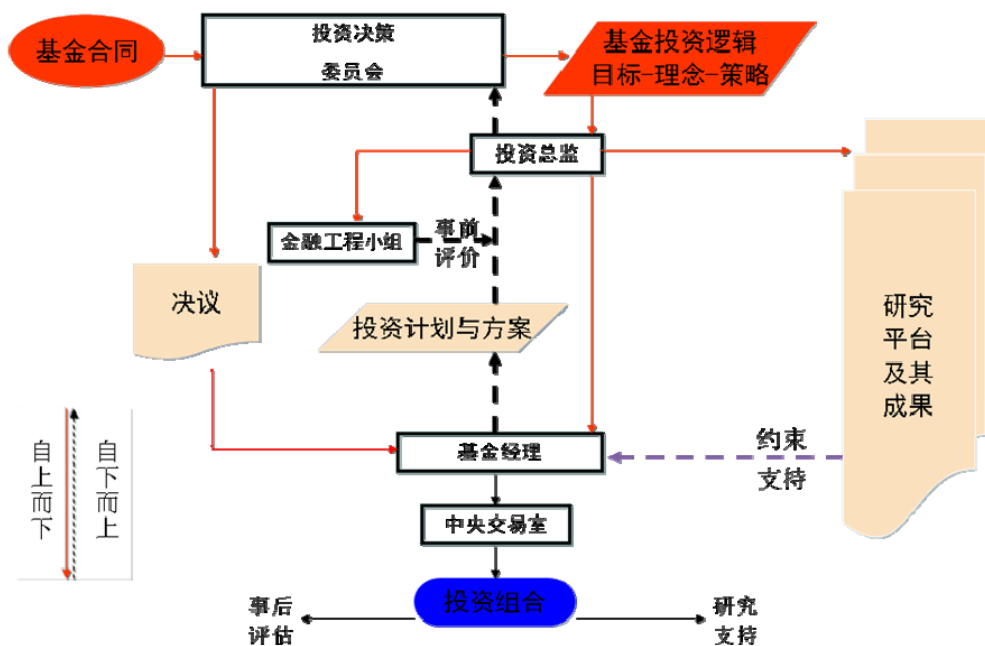 基金合同
投资决策
委员会
基金投资逻辑
目标-理念-策略
投资总监
金融工程小组
事前
评价
决议
投资计划与方案
研究
平台
及其
成果
自上而下
自下而上
基金经理
约束
支持
中央交易室
投资组合
事后
评估
研究
支持